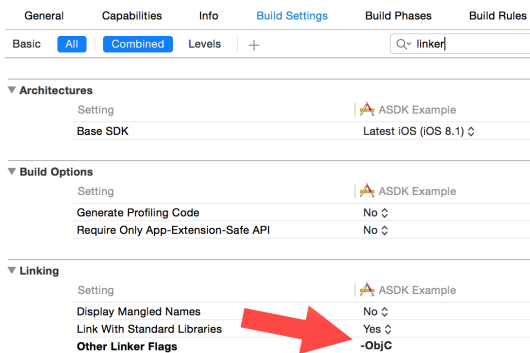 General Capabilities Info Build Settings Build Phases Build Rules
Basic All Combined Levels + linker
Architectures
Setting ASDK Example
Base SDK Latest iOS (iOS 8.1)
Build Options
Setting ASDK Example
Generate Profiling Code No
Require Only App-Extension-Safe API No
Linking
Setting ASDK Example
Display Mangled Names No
Link With Standard Libraries Yes
Other Linker Flags -ObjC